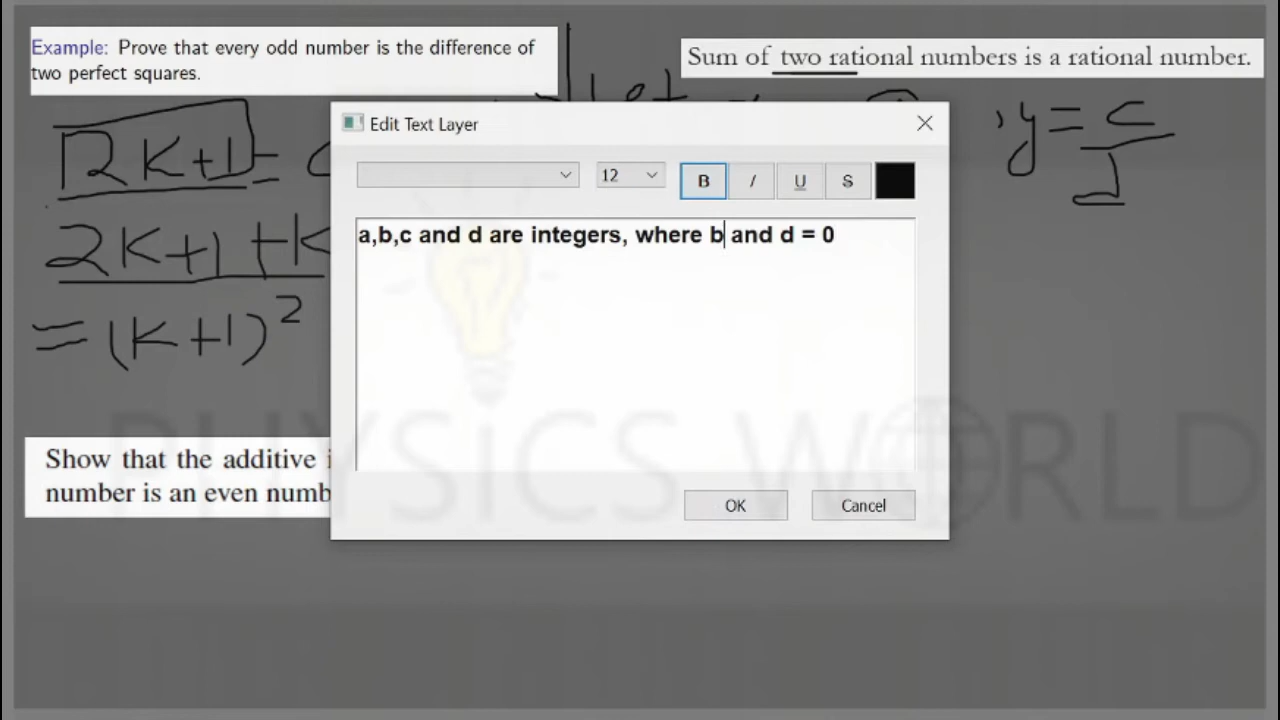 Example: Prove that every odd number is the difference of
two perfect squares.
Sum of two rational numbers is a rational number.
Let
, y = c
d
2K+1 =
2K+1 +K
= (K+1)²
Edit Text Layer
12
B / U S
a,b,c and d are integers, where b and d = 0
OK Cancel
Show that the additive
number is an even numb
PHYSICS WORLD